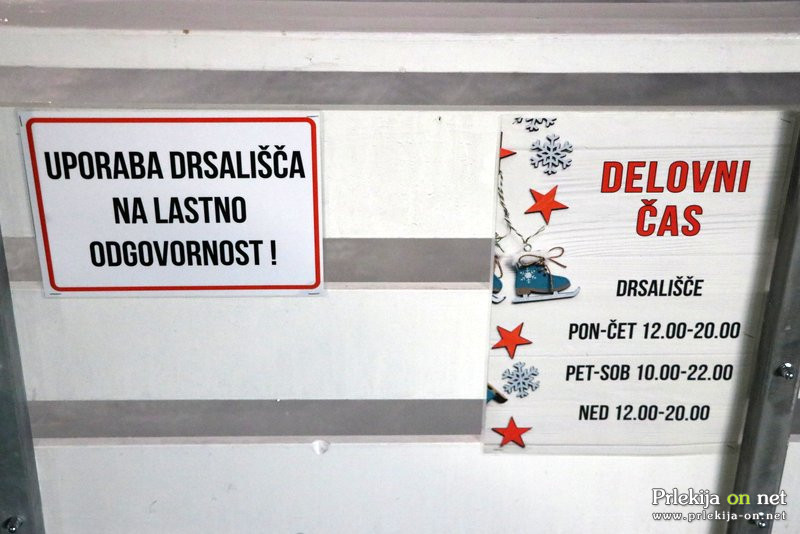 UPORABA DRSALIŠČA
NA LASTNO
ODGOVORNOST !
DELOVNI
ČAS
DRSALIŠČE
PON-ČET 12.00-20.00
PET-SOB 10.00-22.00
NED 12.00-20.00
Prlekija on net
www.prlekija-on.net